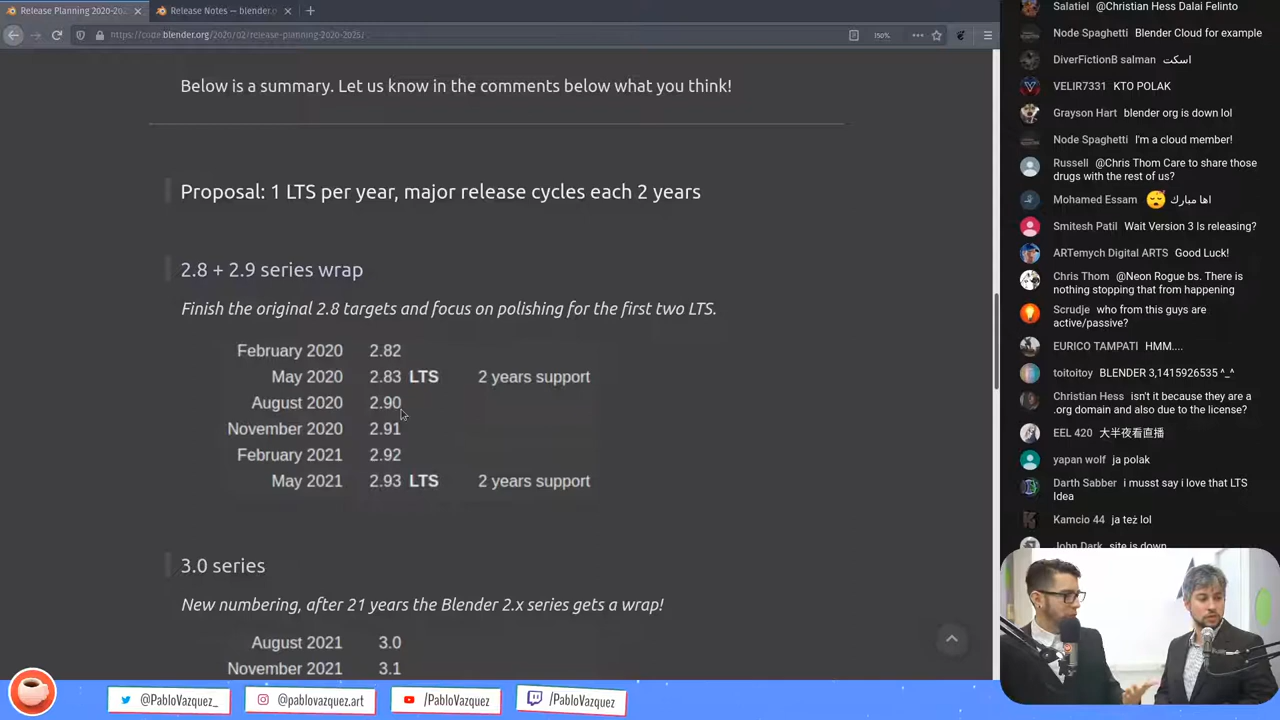 Release Planning 2020-20
Release Notes — blender.o
https://code.blender.org/2020/02/release-planning-2020-2025/
150%
Below is a summary. Let us know in the comments below what you think!
Proposal: 1 LTS per year, major release cycles each 2 years
2.8 + 2.9 series wrap
Finish the original 2.8 targets and focus on polishing for the first two LTS.
February 2020 2.82
May 2020 2.83 LTS 2 years support
August 2020 2.90
November 2020 2.91
February 2021 2.92
May 2021 2.93 LTS 2 years support
3.0 series
New numbering, after 21 years the Blender 2.x series gets a wrap!
August 2021 3.0
November 2021 3.1
Salatiel @Christian Hess Dalai Felinto
Node Spaghetti Blender Cloud for example
DiverFictionB salman اسكت
VELIR7331 KTO POLAK
Grayson Hart blender org is down lol
Node Spaghetti I'm a cloud member!
Russell @Chris Thom Care to share those
drugs with the rest of us?
Mohamed Essam 😴 اها مبارك
Smitesh Patil Wait Version 3 Is releasing?
ARTemych Digital ARTS Good Luck!
Chris Thom @Neon Rogue bs. There is
nothing stopping that from happening
Scrudje who from this guys are
active/passive?
EURICO TAMPATI HMM....
toitoitoy BLENDER 3,1415926535 ^_^
Christian Hess isn't it because they are a
.org domain and also due to the license?
EEL 420 大半夜看直播
yapan wolf ja polak
Darth Sabber i musst say i love that LTS
Idea
Kamcio 44 ja też lol
John Dark site is down
@PabloVazquez_
@pablovazquez.art
/PabloVazquez
/PabloVazquez